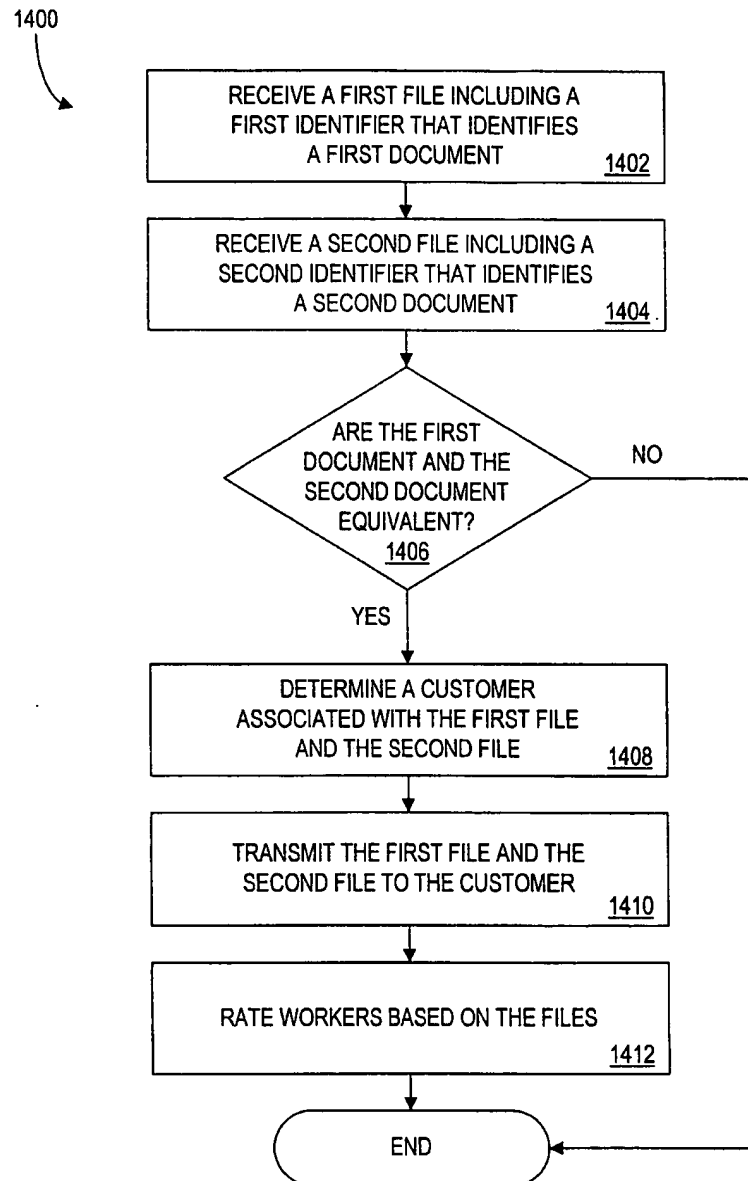 1400
RECEIVE A FIRST FILE INCLUDING A
FIRST IDENTIFIER THAT IDENTIFIES
A FIRST DOCUMENT
1402
RECEIVE A SECOND FILE INCLUDING A
SECOND IDENTIFIER THAT IDENTIFIES
A SECOND DOCUMENT
1404
ARE THE FIRST
DOCUMENT AND THE
SECOND DOCUMENT
EQUIVALENT?
1406
NO
YES
DETERMINE A CUSTOMER
ASSOCIATED WITH THE FIRST FILE
AND THE SECOND FILE
1408
TRANSMIT THE FIRST FILE AND THE
SECOND FILE TO THE CUSTOMER
1410
RATE WORKERS BASED ON THE FILES
1412
END